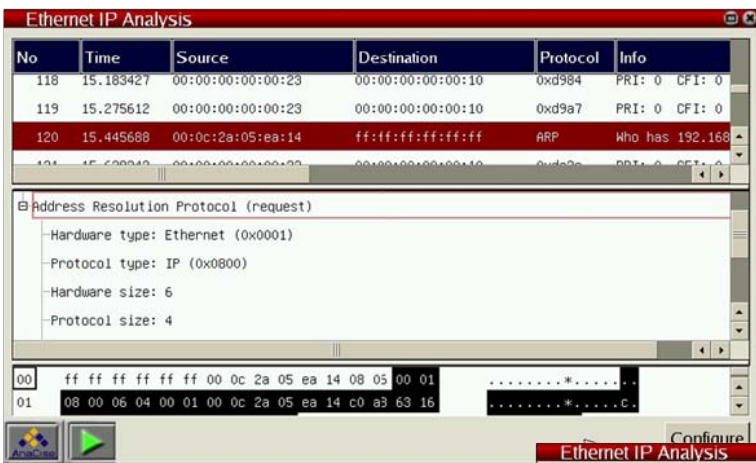 Ethernet IP Analysis
No Time Source Destination Protocol Info
118 15.183427 00:00:00:00:00:23 00:00:00:00:00:10 0xd984 PRI: 0 CFI: 0
119 15.275612 00:00:00:00:00:23 00:00:00:00:00:10 0xd9a7 PRI: 0 CFI: 0
120 15.445688 00:0c:2a:05:ea:14 ff:ff:ff:ff:ff:ff ARP Who has 192.168
Address Resolution Protocol (request)
Hardware type: Ethernet (0x0001)
Protocol type: IP (0x0800)
Hardware size: 6
Protocol size: 4
00 ff ff ff ff ff ff 00 0c 2a 05 ea 14 08 06 00 01 ........*.......
01 08 00 06 04 00 01 00 0c 2a 05 ea 14 c0 a8 63 16 ........*.....c.
Configure
Ethernet IP Analysis